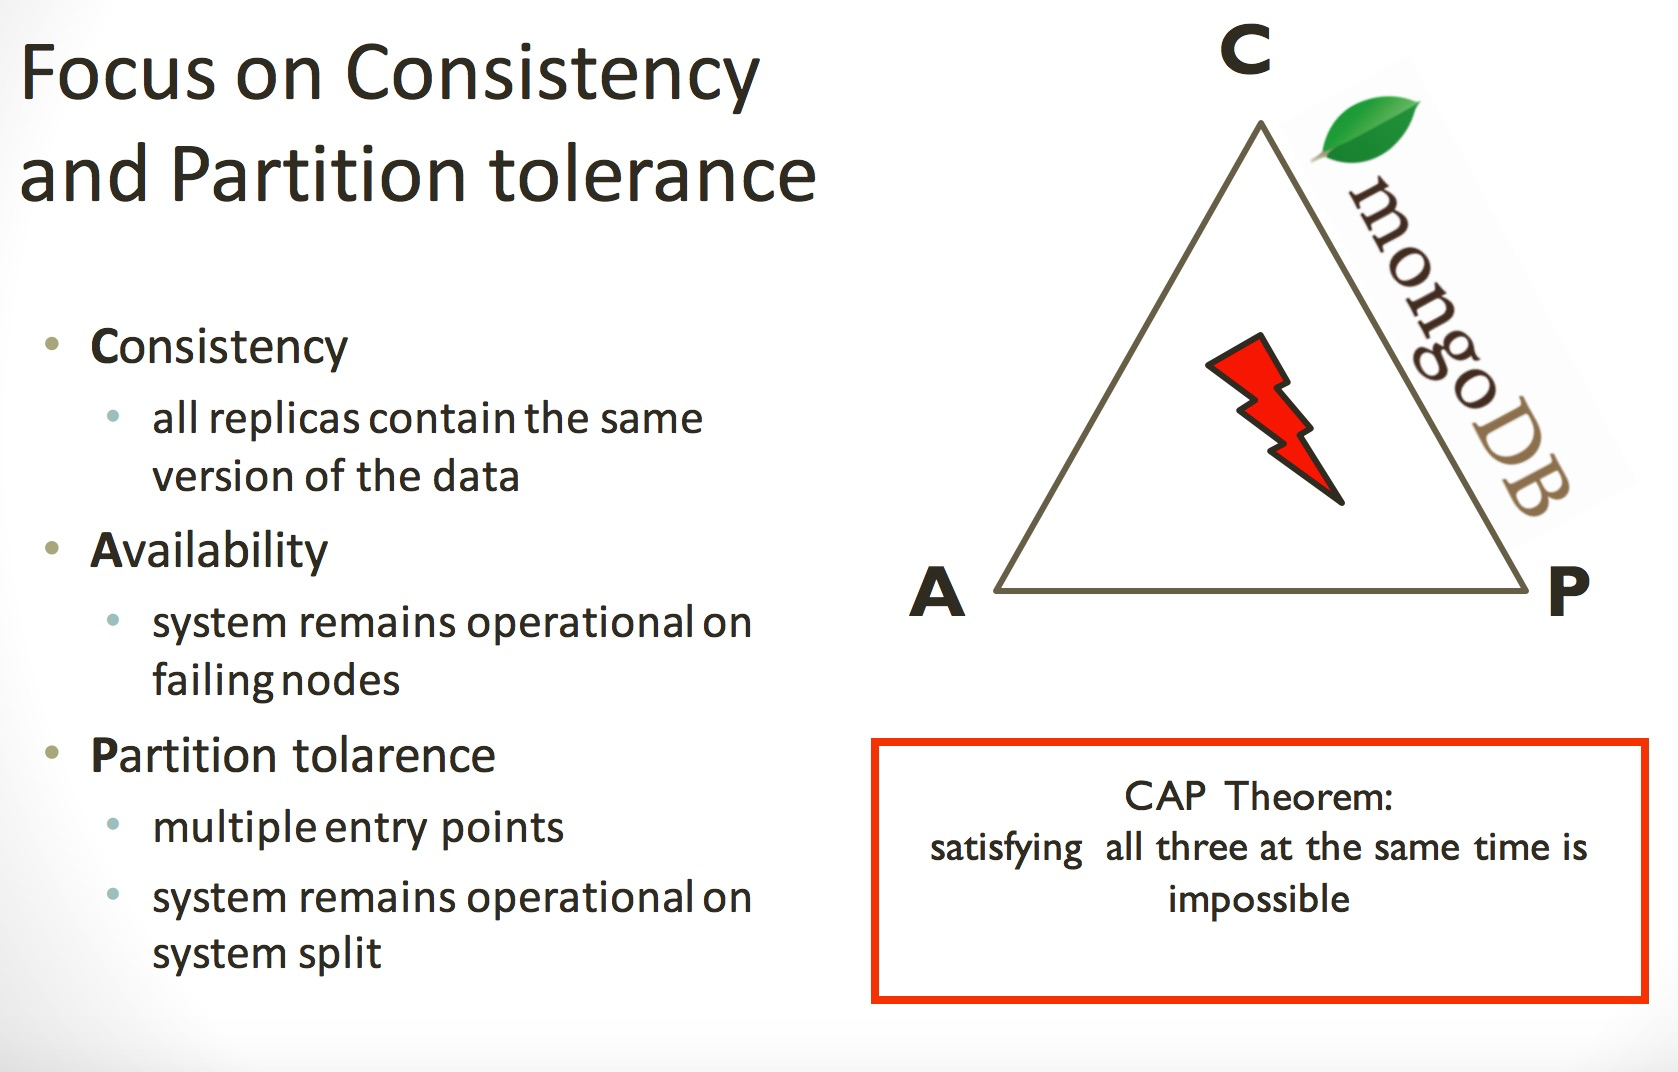 Focus on Consistency
and Partition tolerance
• Consistency
• all replicas contain the same
version of the data
• Availability
• system remains operational on
failing nodes
• Partition tolarence
• multiple entry points
• system remains operational on
system split
C
mongoDB
A
P
CAP Theorem:
satisfying all three at the same time is
impossible